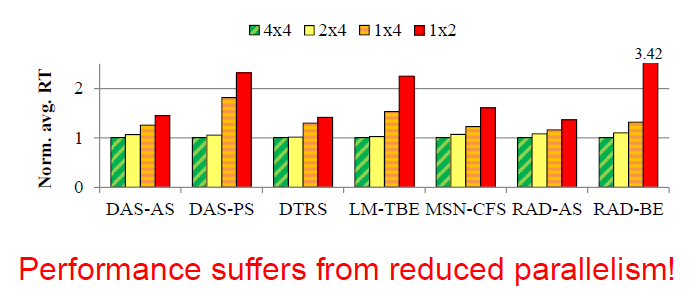 4x4 2x4 1x4 1x2
3.42
Norm. avg. RT
2
1
0
DAS-AS DAS-PS DTRS LM-TBE MSN-CFS RAD-AS RAD-BE
Performance suffers from reduced parallelism!